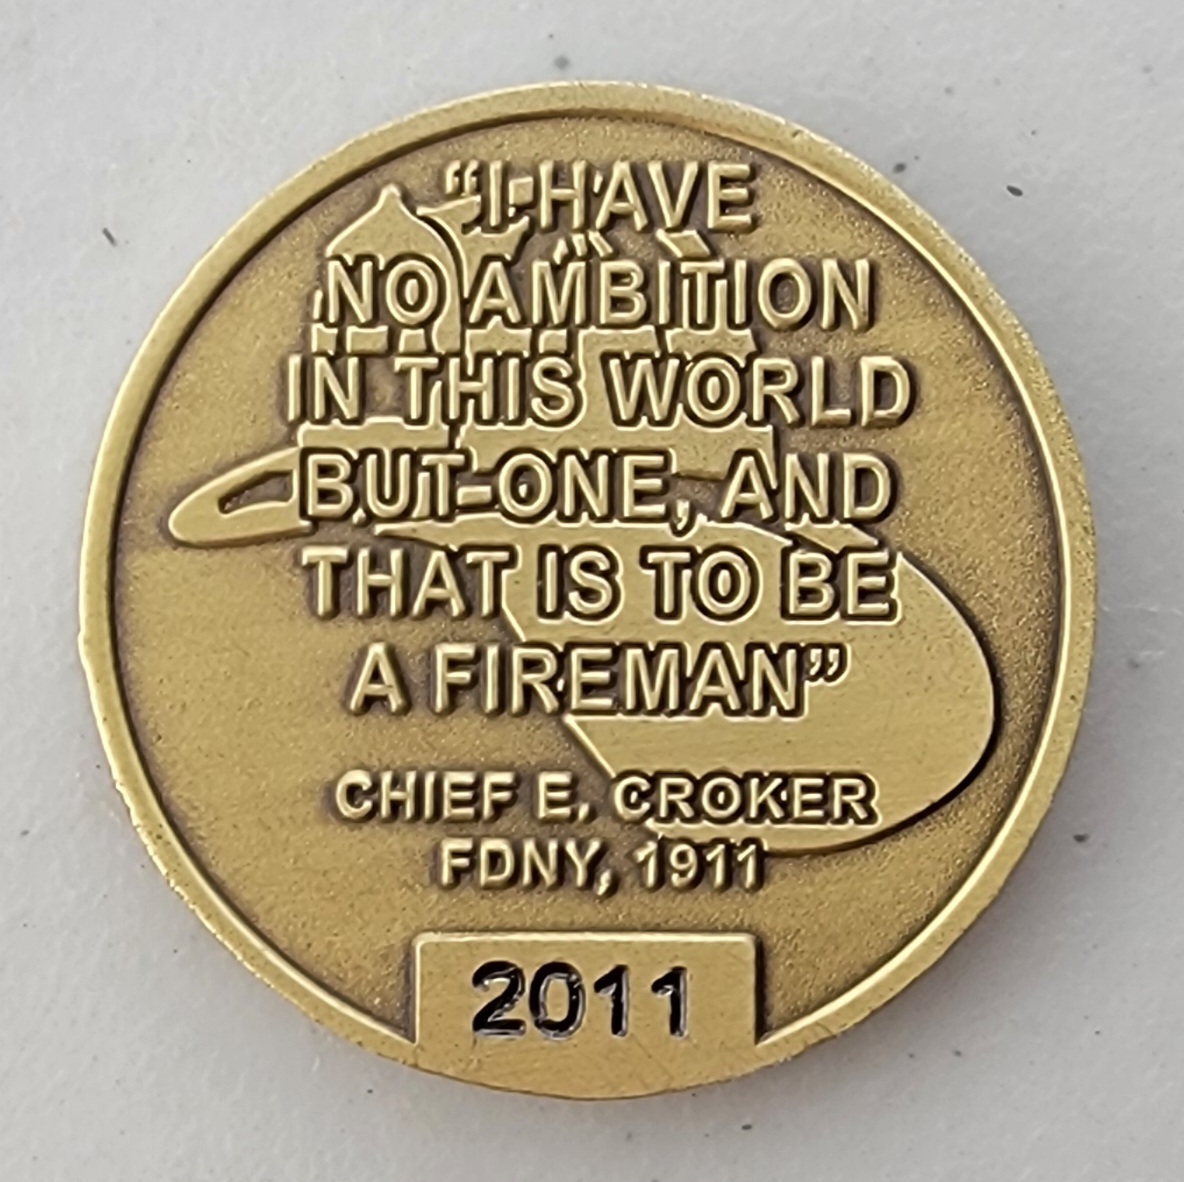 “I HAVE
NO AMBITION
IN THIS WORLD
BUT ONE, AND
THAT IS TO BE
A FIREMAN”
CHIEF E. CROKER
FDNY, 1911
2011